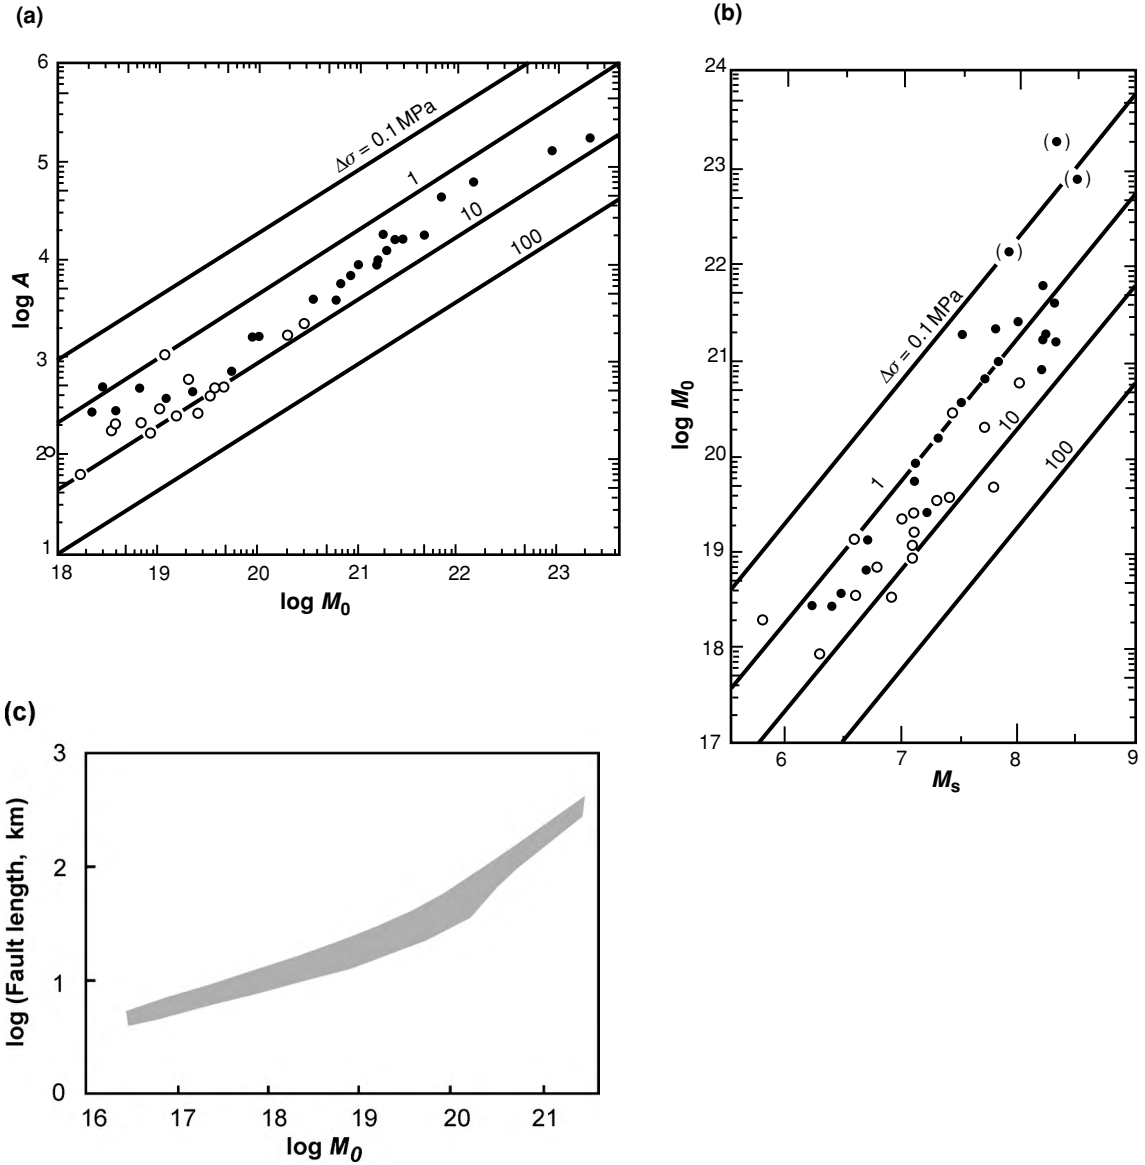 (a)
6
5
4
3
2
1
log A
Δσ = 0.1 MPa
1
10
100
18 19 20 21 22 23
log M0
(b)
24
23
22
21
20
19
18
17
log M0
( )
( )
( )
Δσ = 0.1 MPa
1
10
100
6 7 8 9
Ms
(c)
3
2
1
0
log (Fault length, km)
16 17 18 19 20 21
log M0